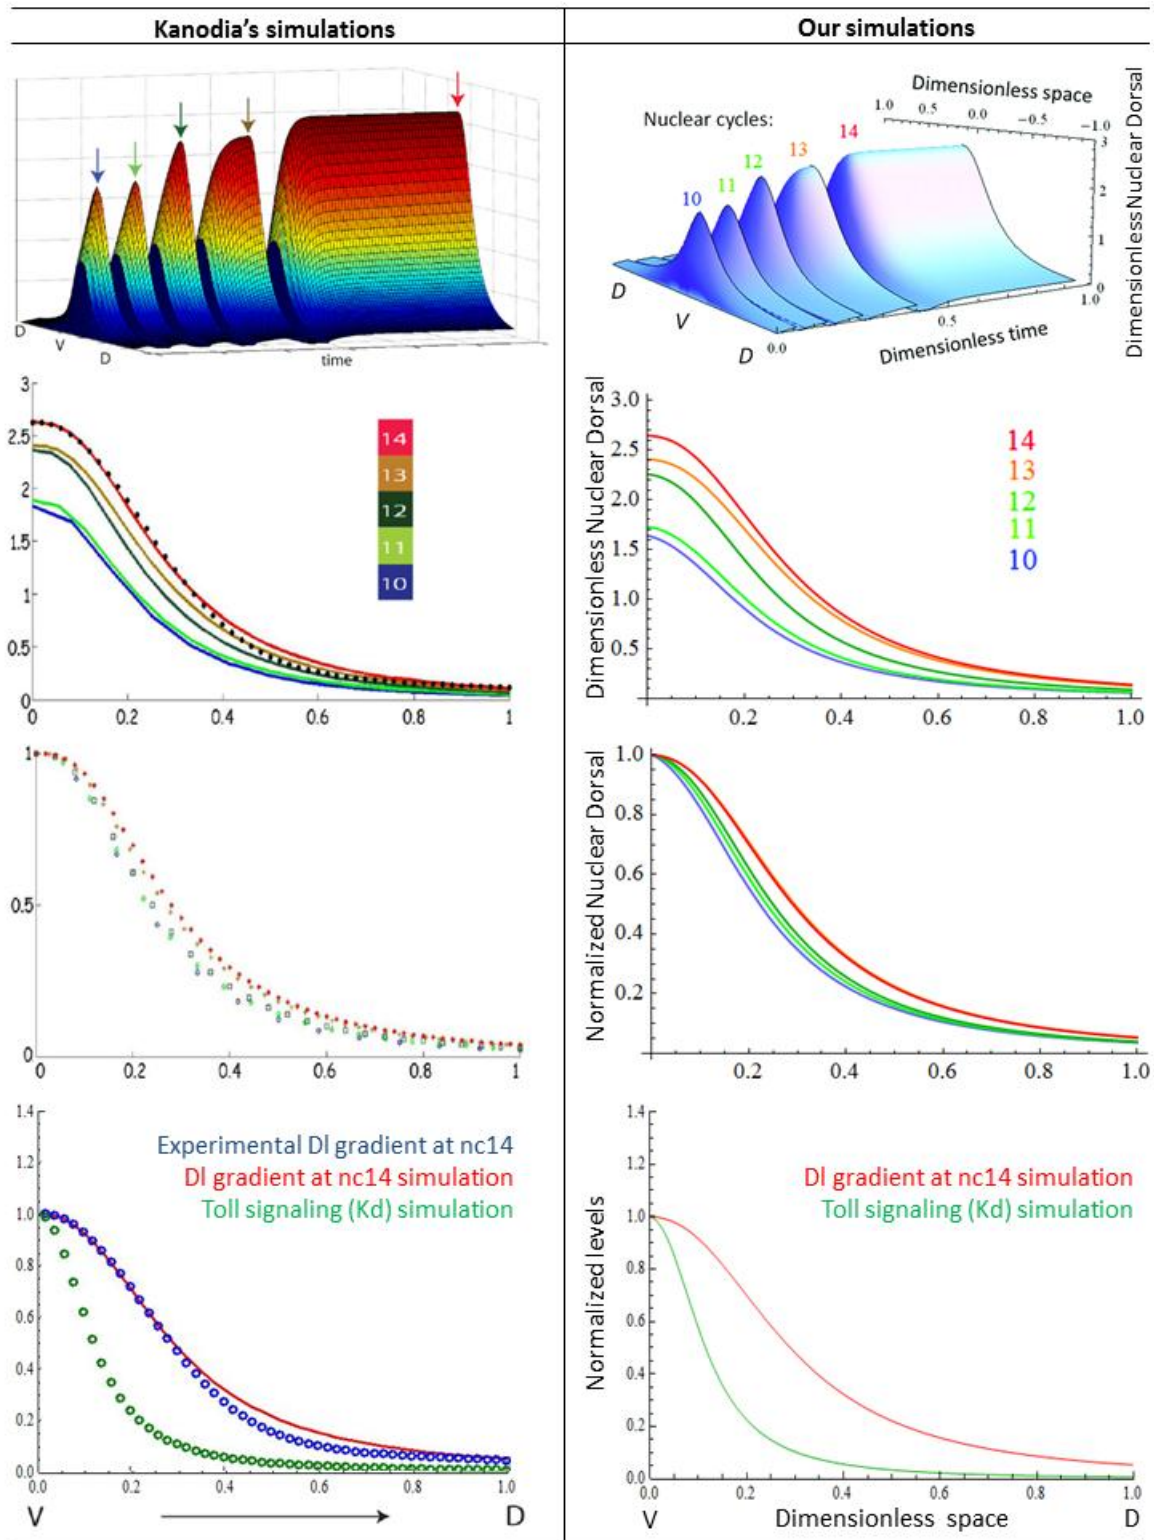 Kanodia's simulations
Our simulations
D
V
D
time
Nuclear cycles:
Dimensionless space
1.0 0.5 0.0 −0.5 −1.0
10 11 12 13 14
3
2
1
0
Dimensionless Nuclear Dorsal
D
V
D
0.0 0.5 1.0
Dimensionless time
3
2.5
2
1.5
1
0.5
0
0 0.2 0.4 0.6 0.8 1
14
13
12
11
10
Dimensionless Nuclear Dorsal
3.0
2.5
2.0
1.5
1.0
0.5
0.2 0.4 0.6 0.8 1.0
14
13
12
11
10
1
0.5
0
0 0.2 0.4 0.6 0.8 1
Normalized Nuclear Dorsal
1.0
0.8
0.6
0.4
0.2
0.2 0.4 0.6 0.8 1.0
1.4
1.2
1.0
0.8
0.6
0.4
0.2
0.0
0.0 0.2 0.4 0.6 0.8 1.0
Experimental Dl gradient at nc14
Dl gradient at nc14 simulation
Toll signaling (Kd) simulation
V D
Normalized levels
1.4
1.2
1.0
0.8
0.6
0.4
0.2
0.0
0.0 0.2 0.4 0.6 0.8 1.0
Dl gradient at nc14 simulation
Toll signaling (Kd) simulation
V Dimensionless space D